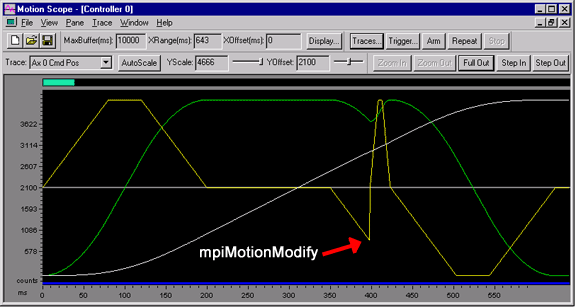 Motion Scope - [Controller 0]
File View Pane Trace Window Help
MaxBuffer(ms): 10000 XRange(ms): 643 XOffset(ms): 0 Display... Traces... Trigger... Arm Repeat Stop
Trace: Ax 0 Cmd Pos AutoScale YScale: 4666 YOffset: 2100 Zoom In Zoom Out Full Out Step In Step Out
3622
3114
2607
2100
1593
1086
578
mpiMotionModify
counts
ms
0 50 100 150 200 250 300 350 400 450 500 550 600